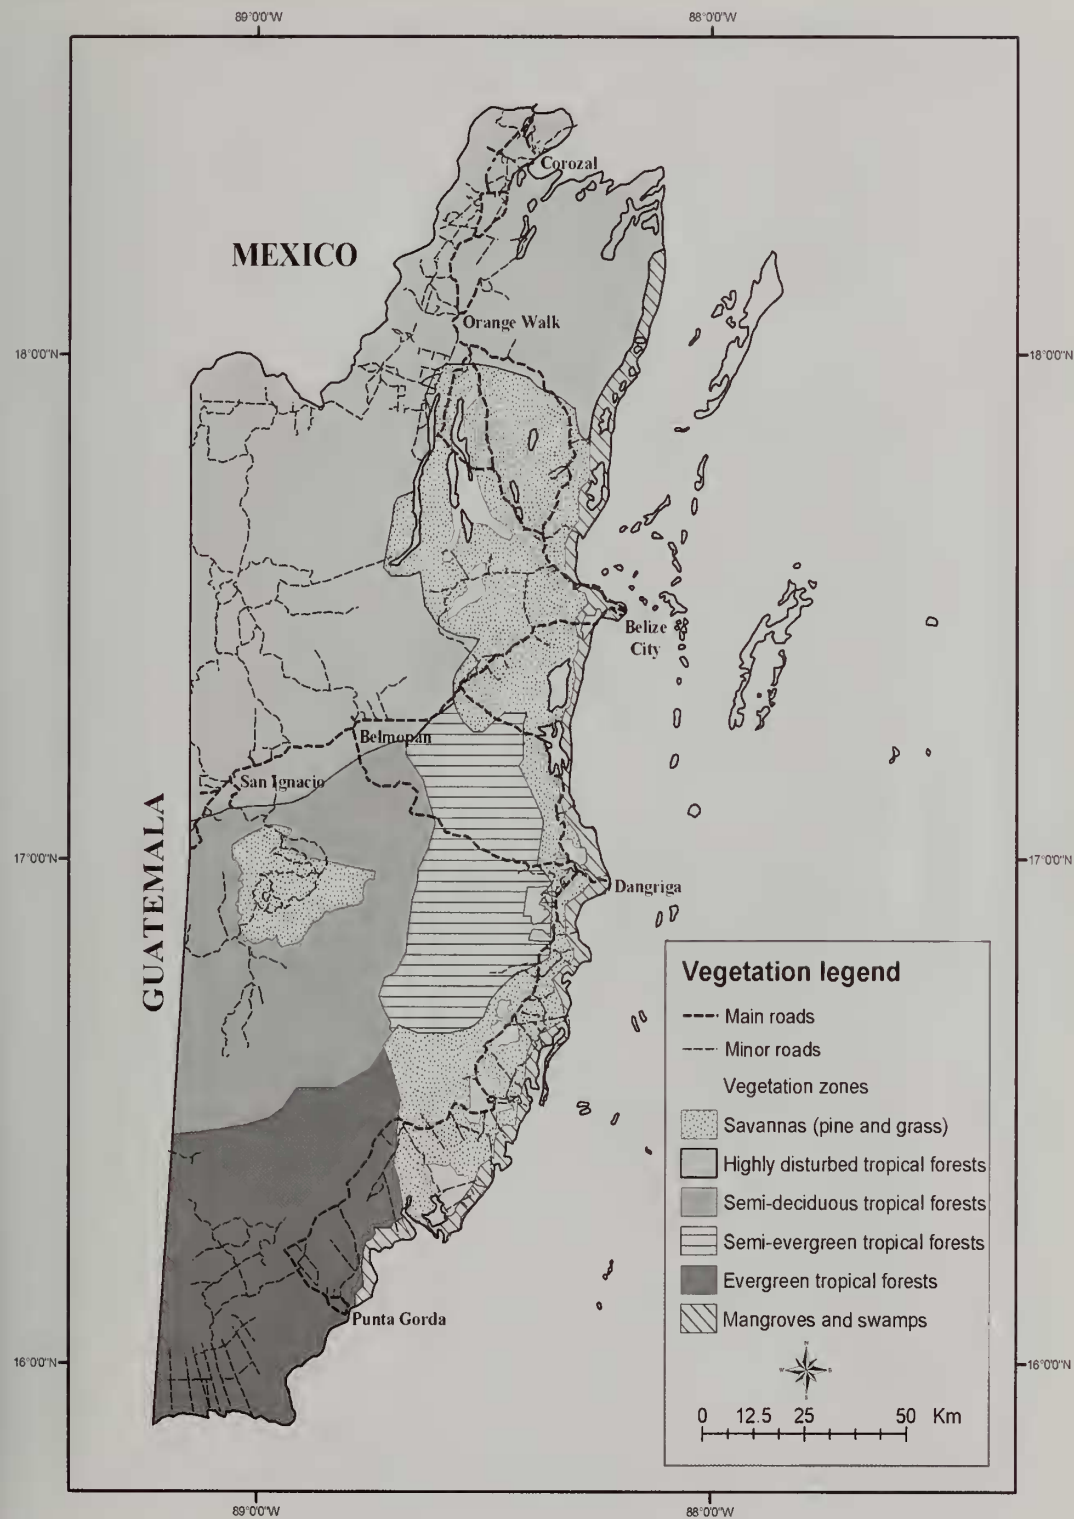 89°0'0"W
88°0'0"W
Corozal
MEXICO
Orange Walk
18°0'0"N
18°0'0"N
Belize
City
Belmopan
San Ignacio
GUATEMALA
17°0'0"N
17°0'0"N
Dangriga
Vegetation legend
Main roads
Minor roads
Vegetation zones
Savannas (pine and grass)
Highly disturbed tropical forests
Semi-deciduous tropical forests
Semi-evergreen tropical forests
Evergreen tropical forests
Mangroves and swamps
Punta Gorda
16°0'0"N
16°0'0"N
0 12.5 25 50 Km
89°0'0"W
88°0'0"W